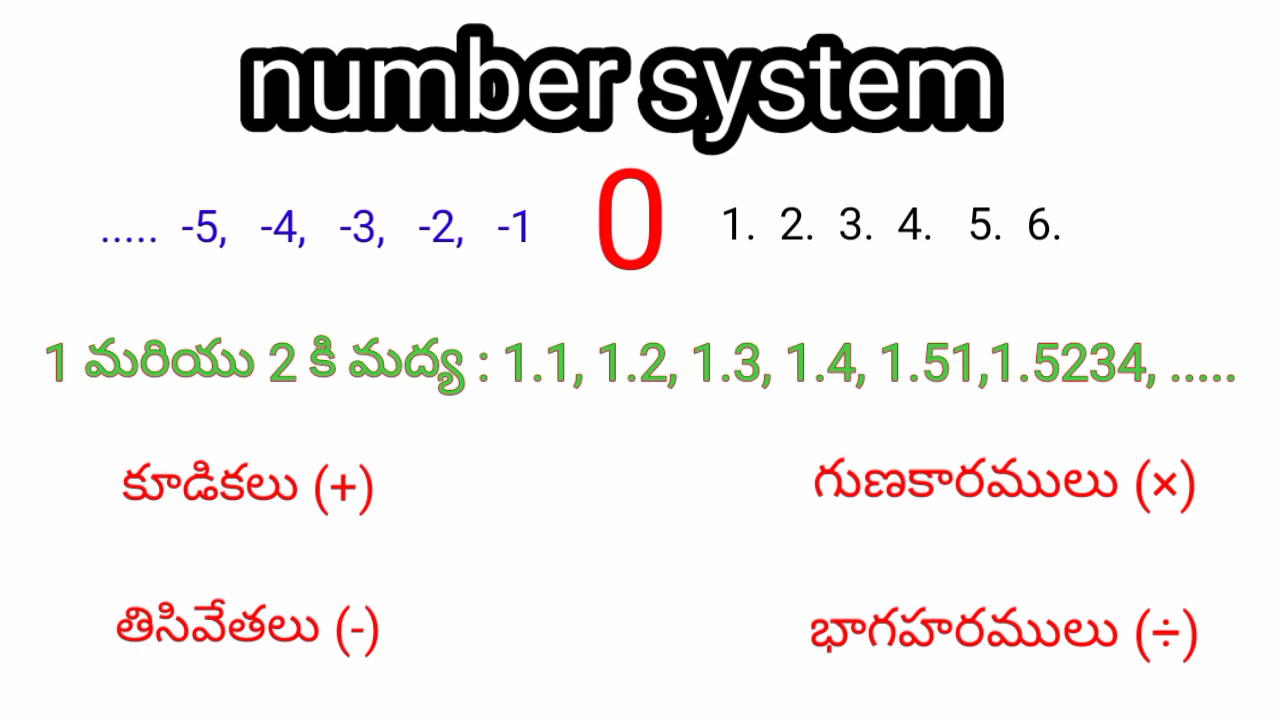 number system
..... -5, -4, -3, -2, -1 0 1. 2. 3. 4. 5. 6.
1 మరియు 2 కి మద్య : 1.1, 1.2, 1.3, 1.4, 1.51,1.5234, .....
కూడికలు (+) గుణకారములు (×)
తిసివేతలు (-) భాగహారములు (÷)